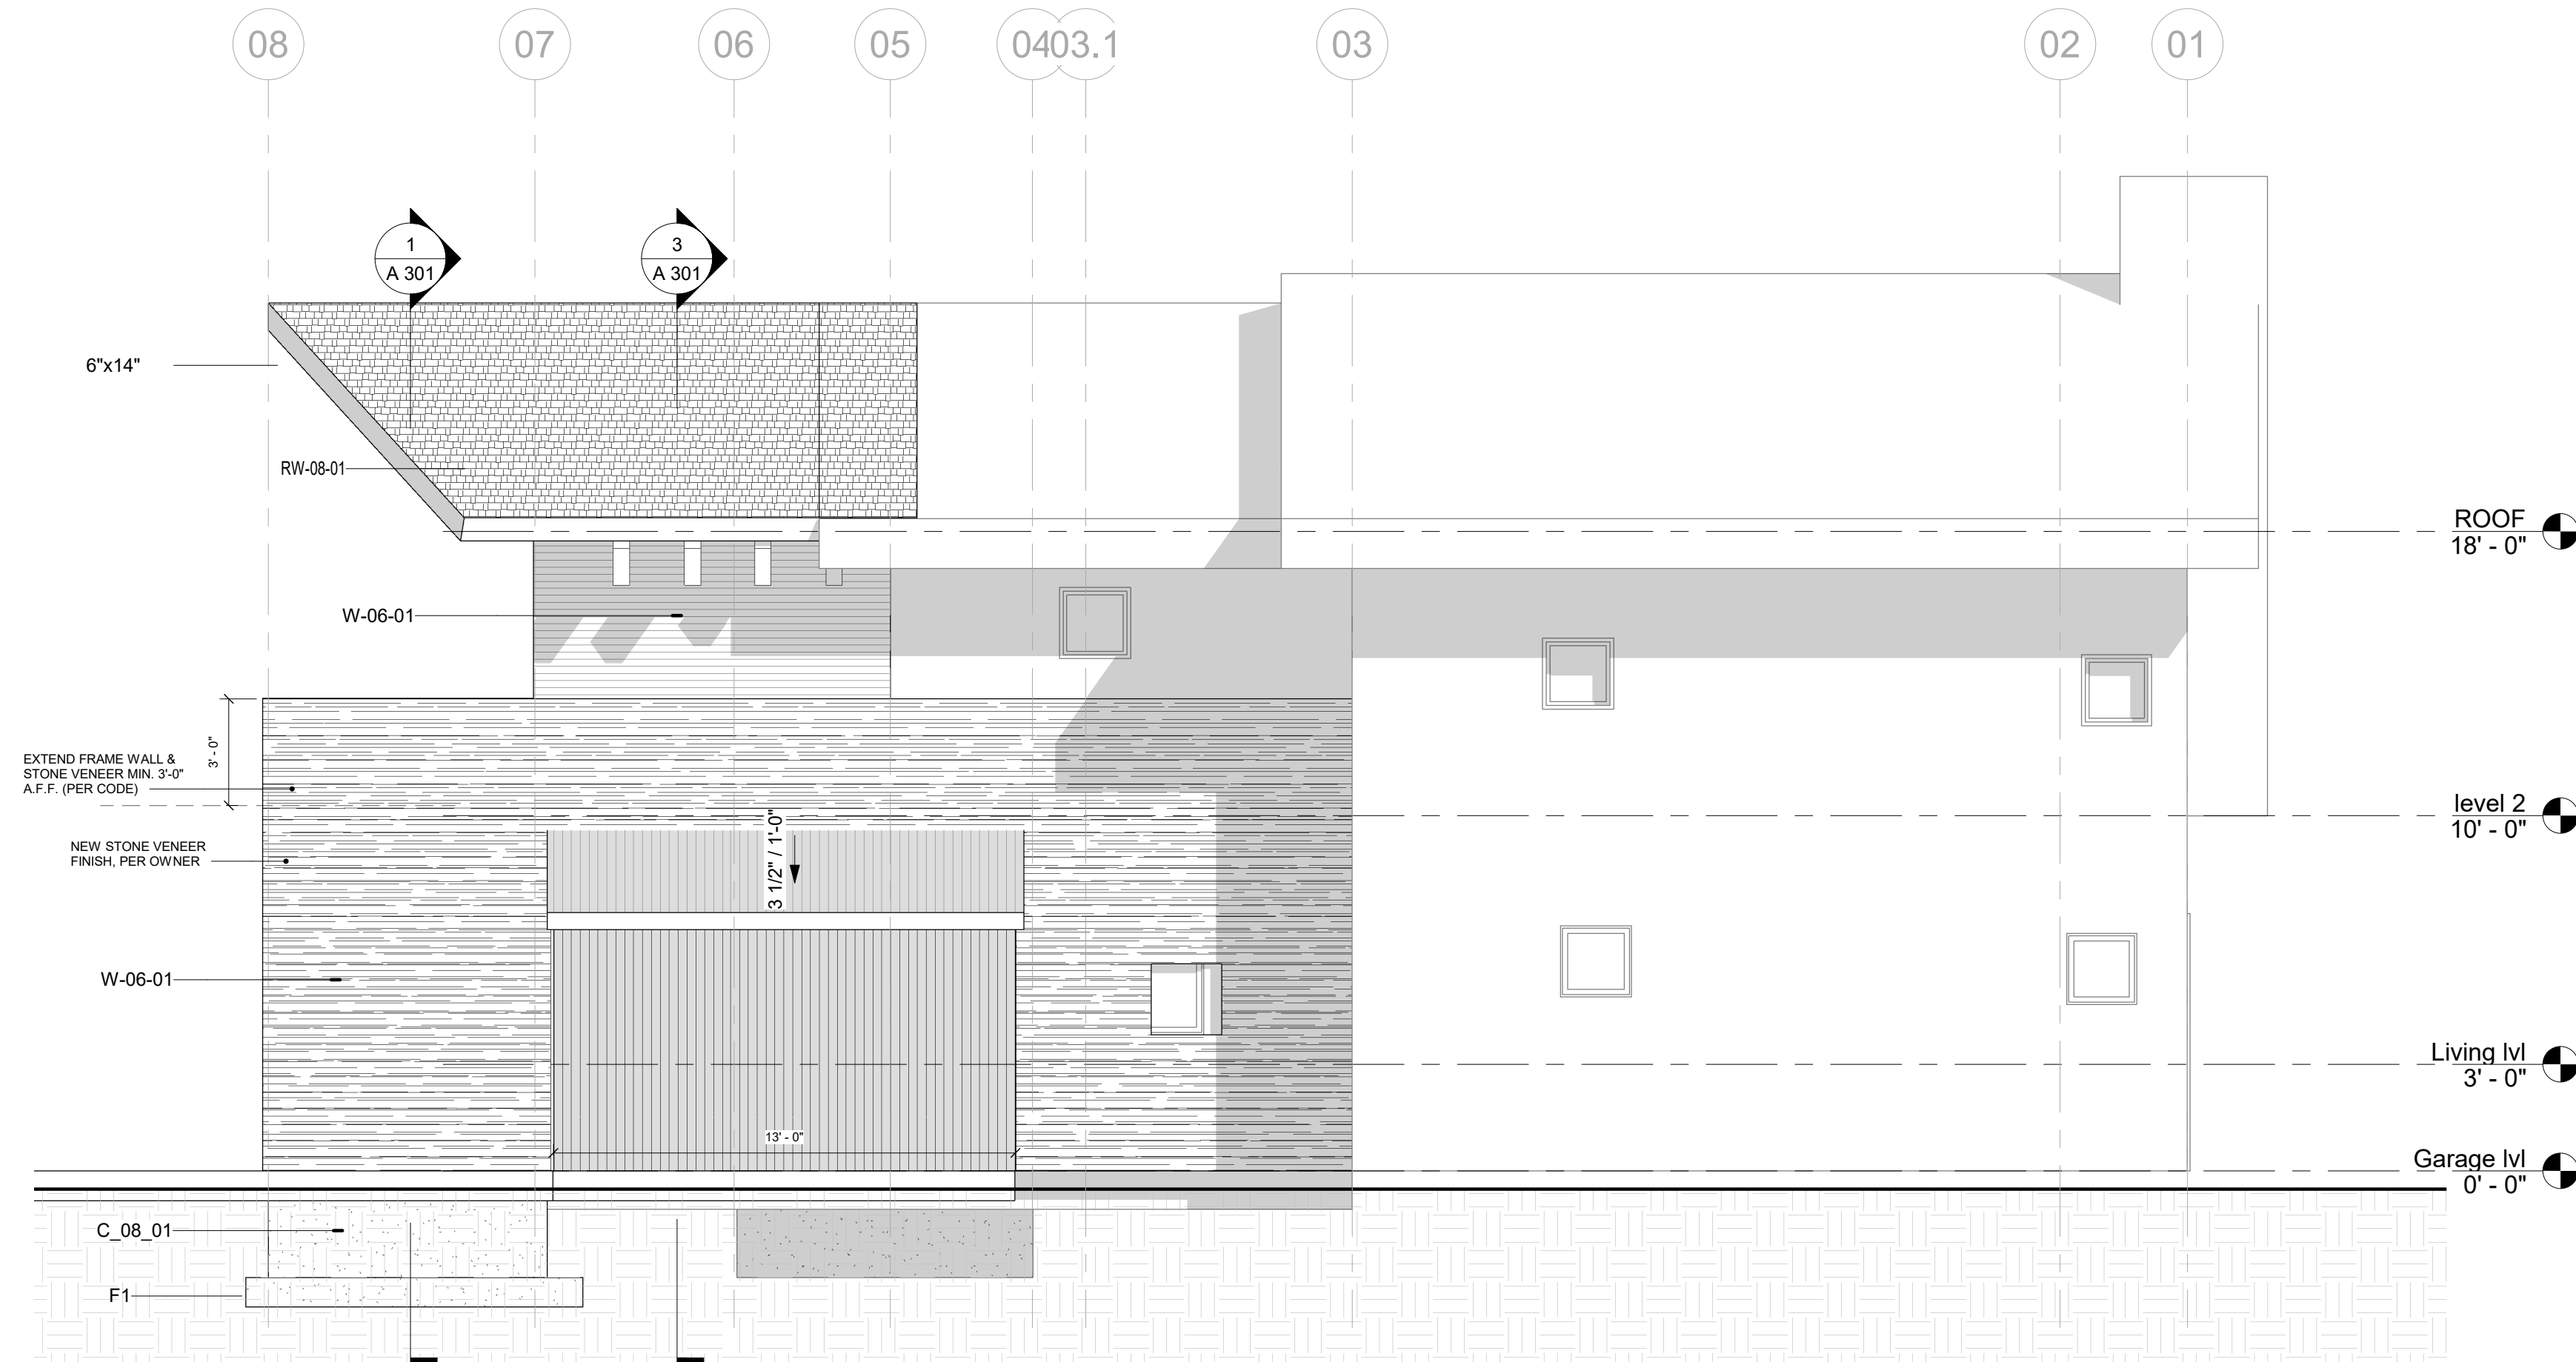 08
07
06
05
04
03.1
03
02
01
1
A 301
3
A 301
6"x14"
RW-08-01
ROOF
18' - 0"
W-06-01
3' - 0"
EXTEND FRAME WALL &
STONE VENEER MIN. 3'-0"
A.F.F. (PER CODE)
level 2
10' - 0"
3 1/2" / 1'-0"
NEW STONE VENEER
FINISH, PER OWNER
W-06-01
Living lvl
3' - 0"
13' - 0"
Garage lvl
0' - 0"
C_08_01
F1